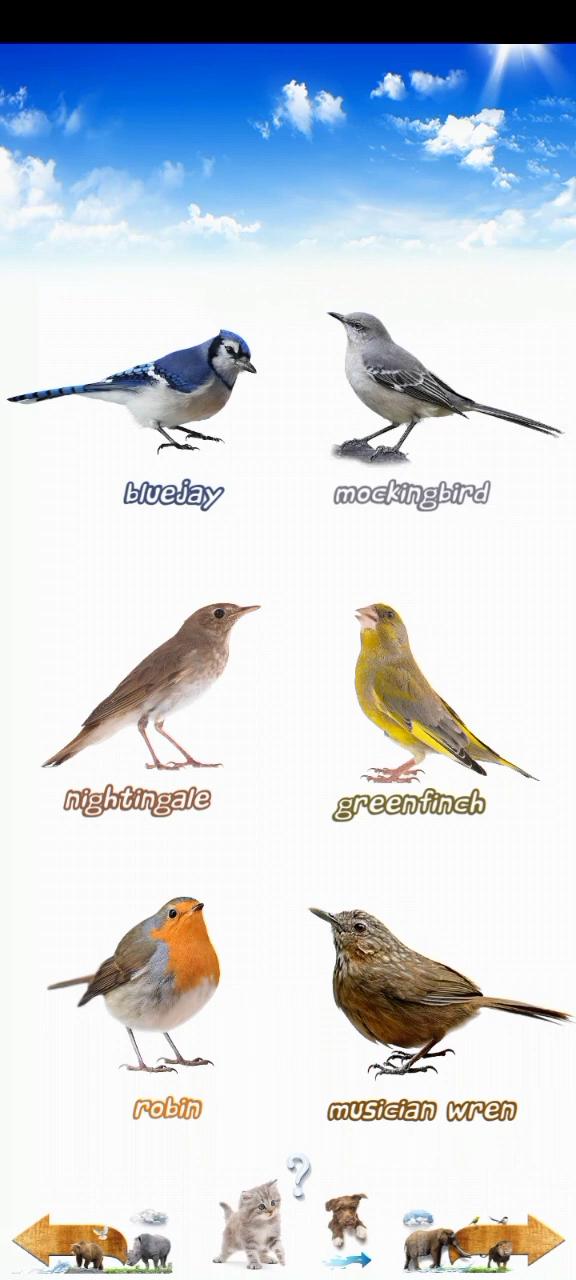 bluejay
mockingbird
nightingale
greenfinch
robin
musician wren
?